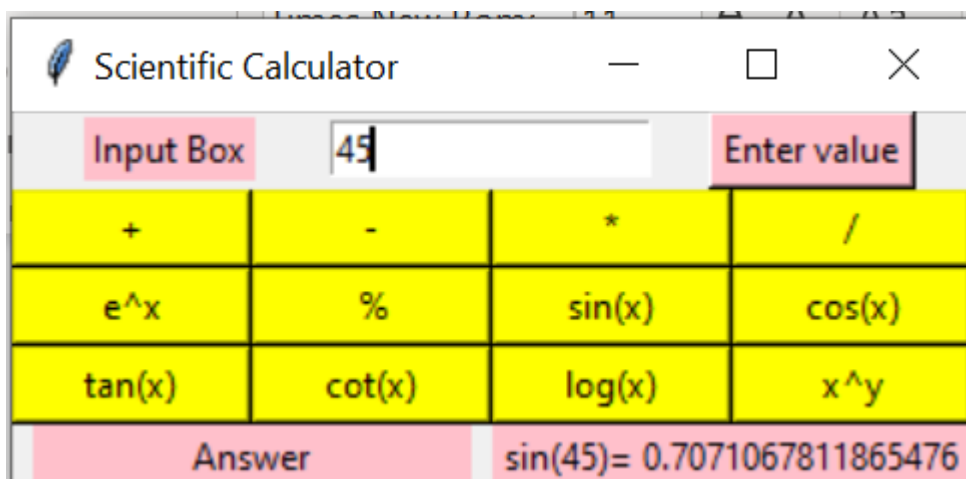 Scientific Calculator
Input Box 45 Enter value
+ - * /
e^x % sin(x) cos(x)
tan(x) cot(x) log(x) x^y
Answer sin(45)= 0.7071067811865476